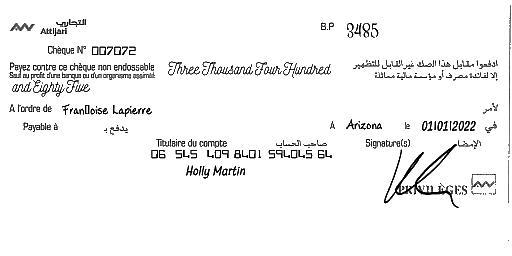 التجاري
Attijari
B.P 3485
Chèque N° 007072
Payez contre ce chèque non endossable
Three Thousand Four Hundred
ادفعوا مقابل هذا الصك غير القابل للتظهير
Sauf au profit d'une banque ou d'un organisme assimilé
إلا لفائدة مصرف أو مؤسسة مالية مماثلة
and Eighty Five
A l'ordre de Fran0oise Lapierre
لأمر
Payable à
يدفع بـ
A Arizona le 01/01/2022 في
Titulaire du compte صاحب الحساب
Signature(s) الإمضاء
06 545 409 8401 594045 64
Holly Martin
PRIVILÈGES